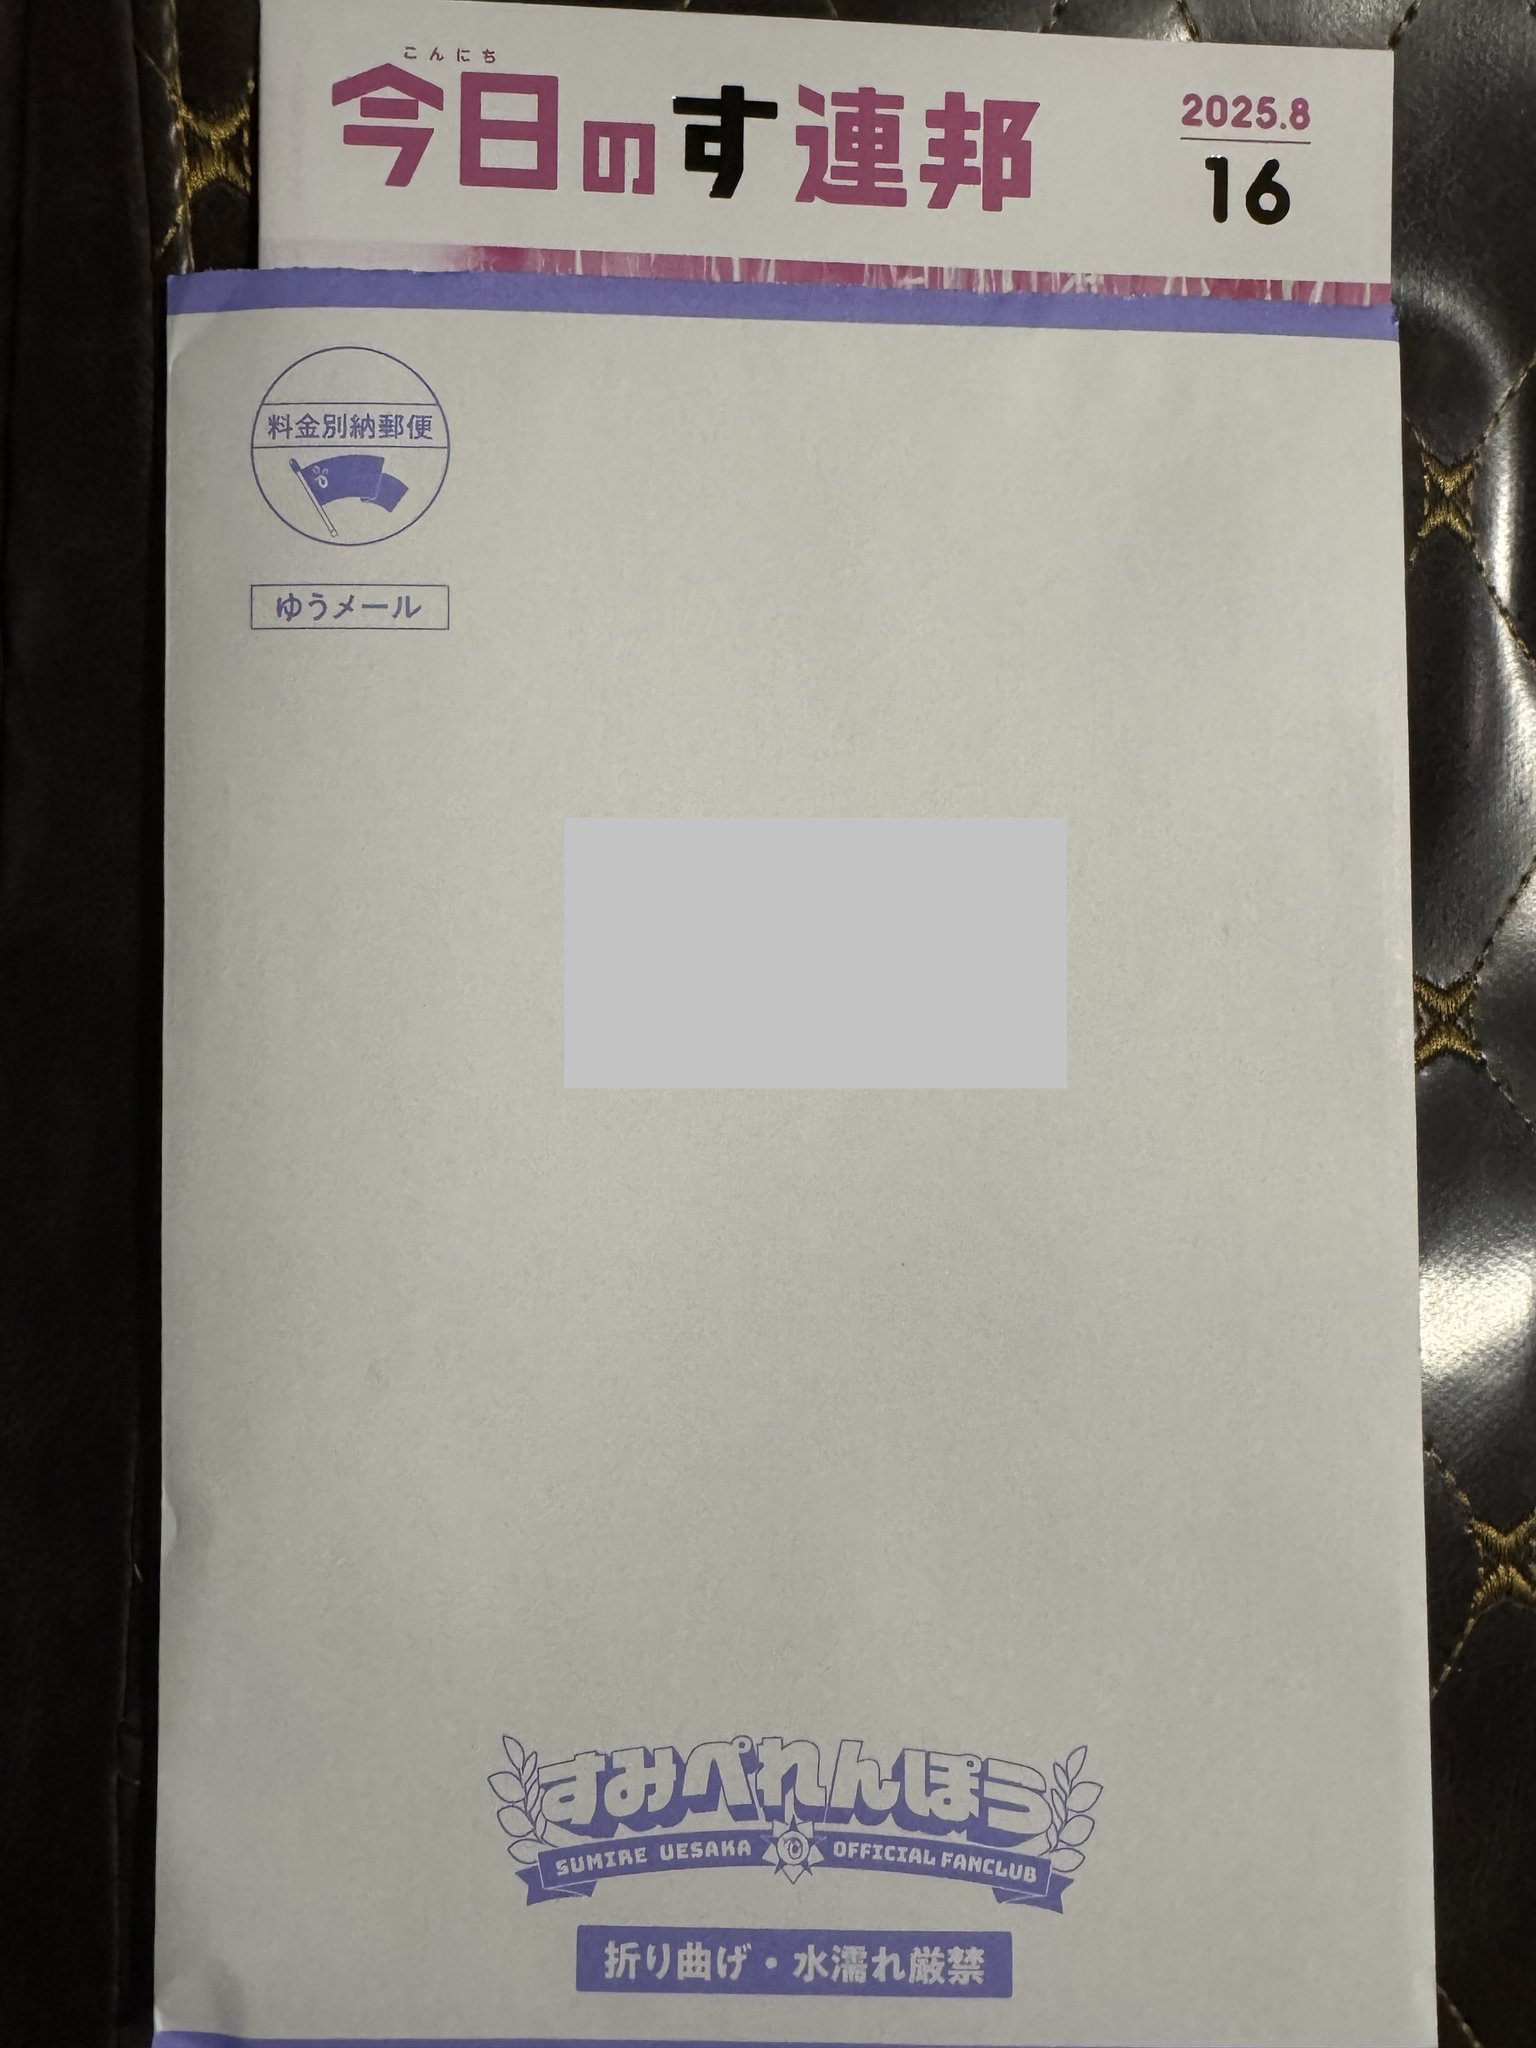 こんにち
今日のす連邦
2025.8
16
料金別納郵便
ゆうメール
すみぺれんぽう
SUMIRE UESAKA OFFICIAL FANCLUB
折り曲げ・水濡れ厳禁